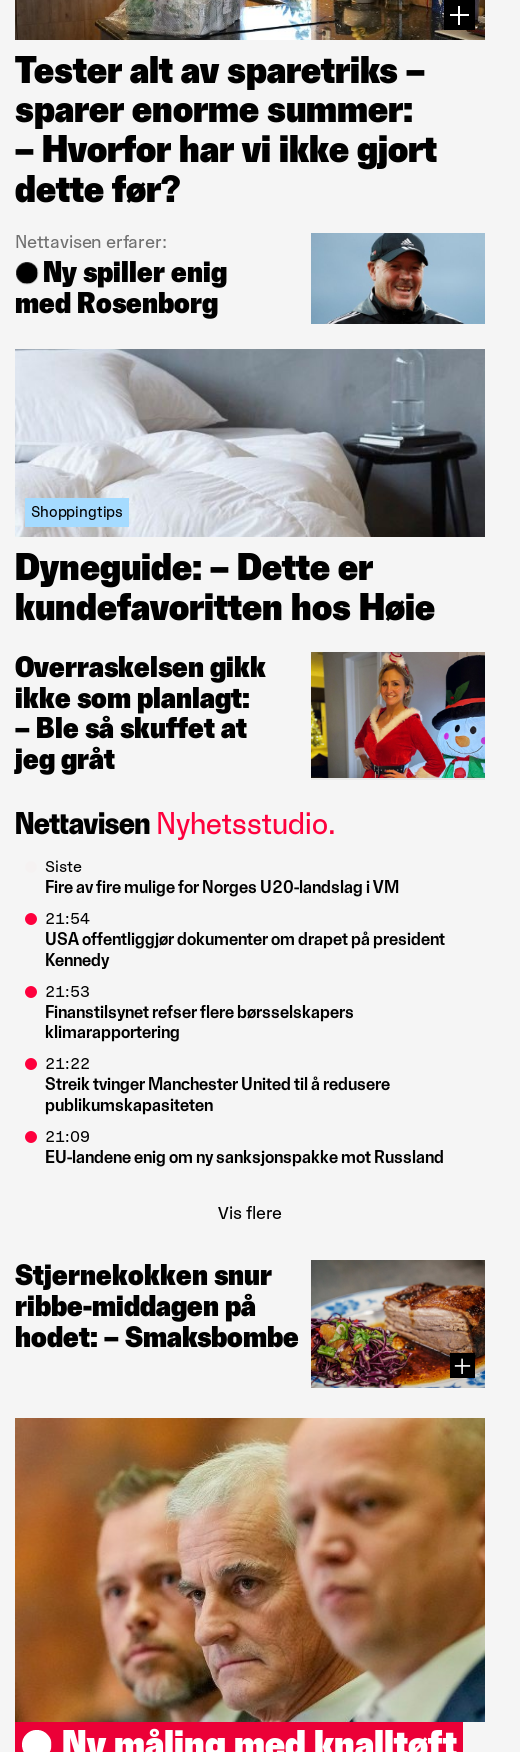 Tester alt av sparetriks –
sparer enorme summer:
– Hvorfor har vi ikke gjort
dette før?
Nettavisen erfarer:
Ny spiller enig
med Rosenborg
Shoppingtips
Dyneguide: – Dette er
kundefavoritten hos Høie
Overraskelsen gikk
ikke som planlagt:
– Ble så skuffet at
jeg gråt
Nettavisen Nyhetsstudio.
Siste
Fire av fire mulige for Norges U20-landslag i VM
21:54
USA offentliggjør dokumenter om drapet på president
Kennedy
21:53
Finanstilsynet refser flere børsselskapers
klimarapportering
21:22
Streik tvinger Manchester United til å redusere
publikumskapasiteten
21:09
EU-landene enig om ny sanksjonspakke mot Russland
Vis flere
Stjernekokken snur
ribbe-middagen på
hodet: – Smaksbombe
Ny måling med knalltøft